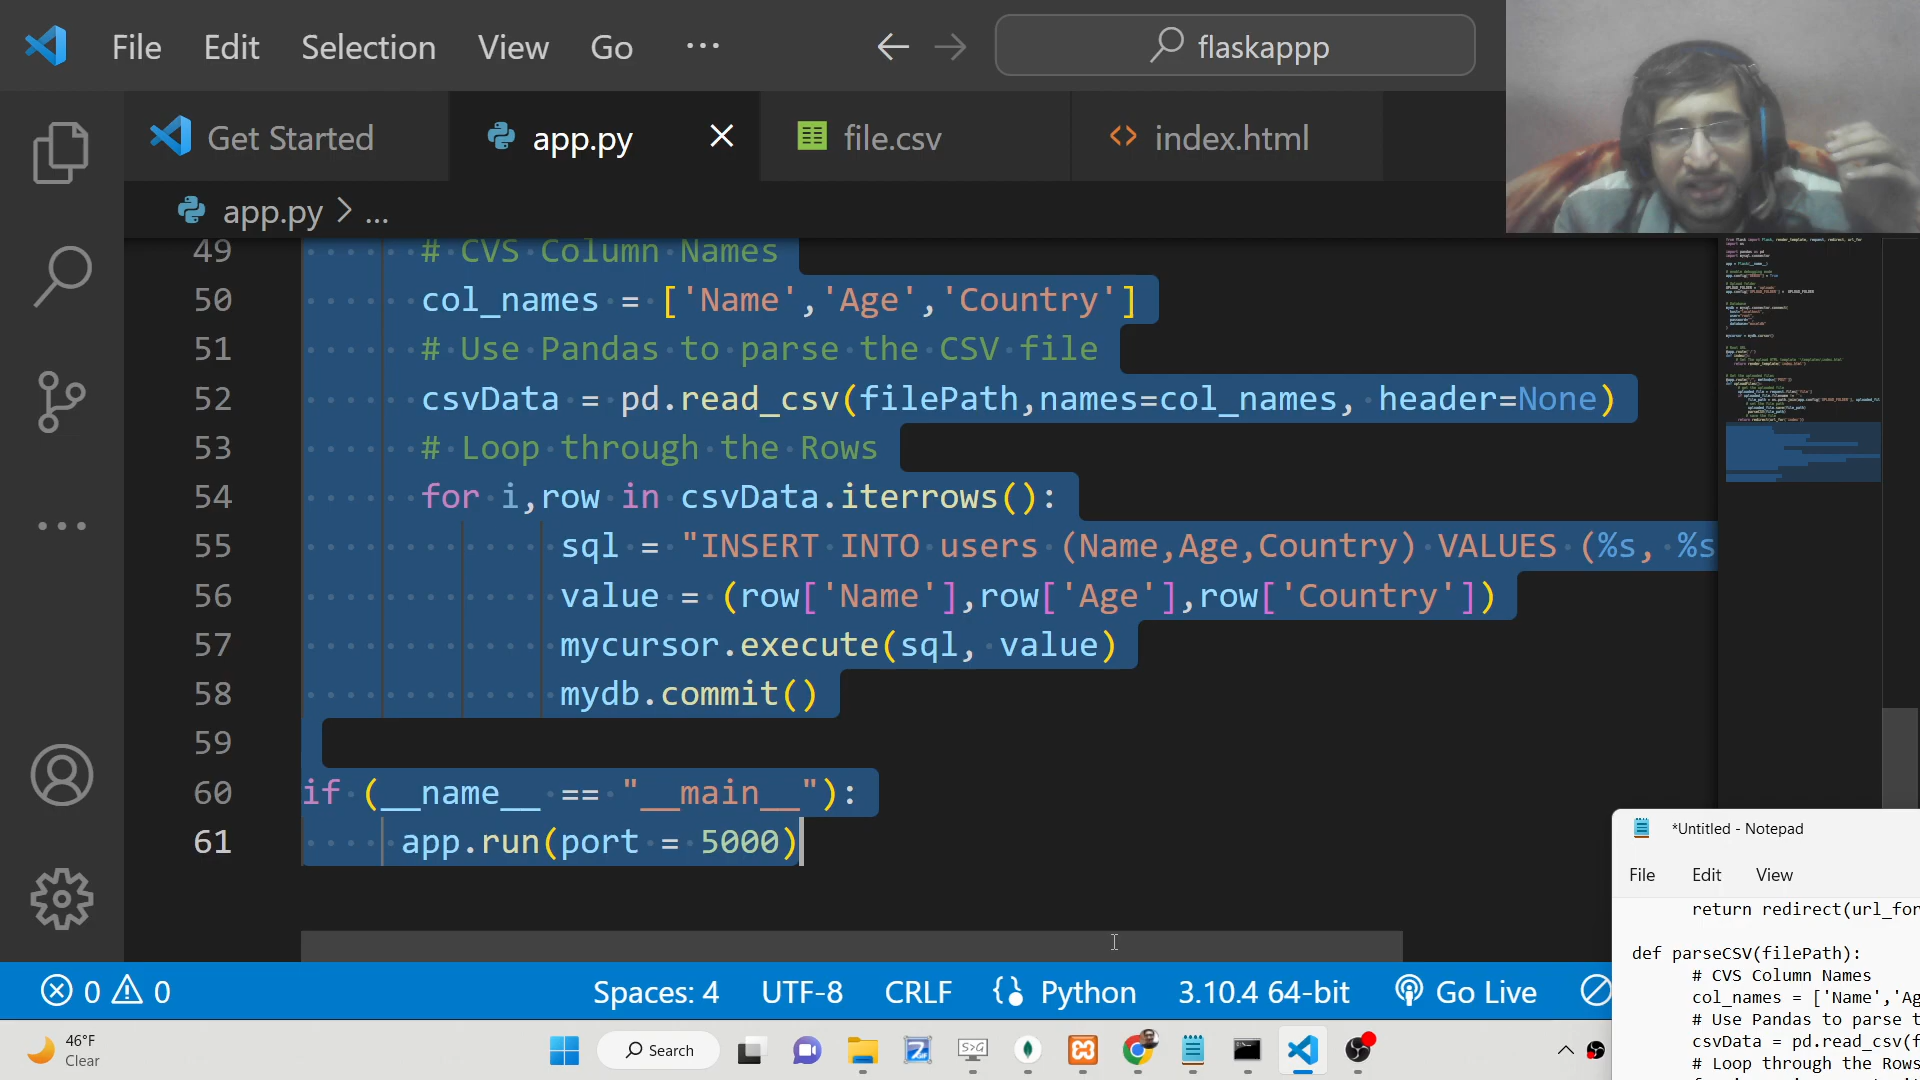 File Edit Selection View Go ...
flaskappp
Get Started
app.py
file.csv
index.html
app.py > ...
49 # CVS Column Names
50 col_names = ['Name','Age','Country']
51 # Use Pandas to parse the CSV file
52 csvData = pd.read_csv(filePath,names=col_names, header=None)
53 # Loop through the Rows
54 for i,row in csvData.iterrows():
55 sql = "INSERT INTO users (Name,Age,Country) VALUES (%s, %s
56 value = (row['Name'],row['Age'],row['Country'])
57 mycursor.execute(sql, value)
58 mydb.commit()
59
60 if (__name__ == "__main__"):
61 app.run(port = 5000)
*Untitled - Notepad
File Edit View
return redirect(url_for
def parseCSV(filePath):
# CVS Column Names
col_names = ['Name','Ag
# Use Pandas to parse t
csvData = pd.read_csv(f
# Loop through the Rows
0 0
Spaces: 4
UTF-8
CRLF
Python
3.10.4 64-bit
Go Live
46°F
Clear
Search